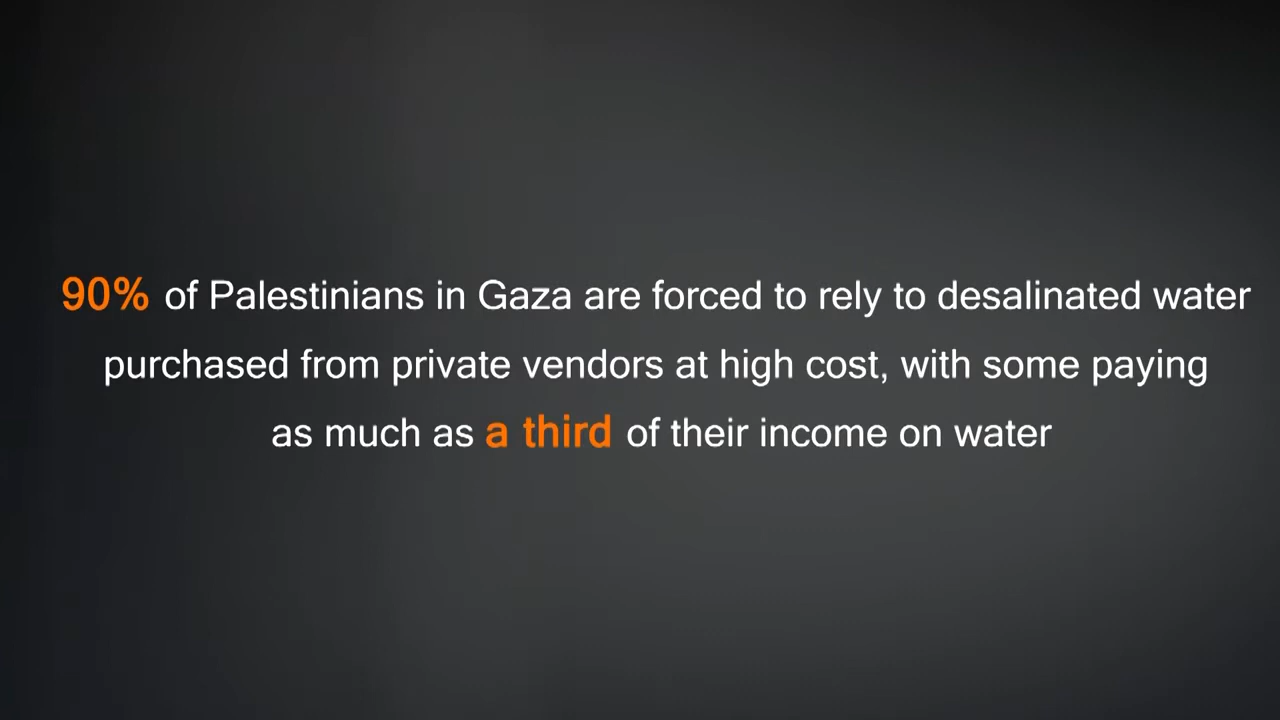 90% of Palestinians in Gaza are forced to rely to desalinated water
purchased from private vendors at high cost, with some paying
as much as a third of their income on water